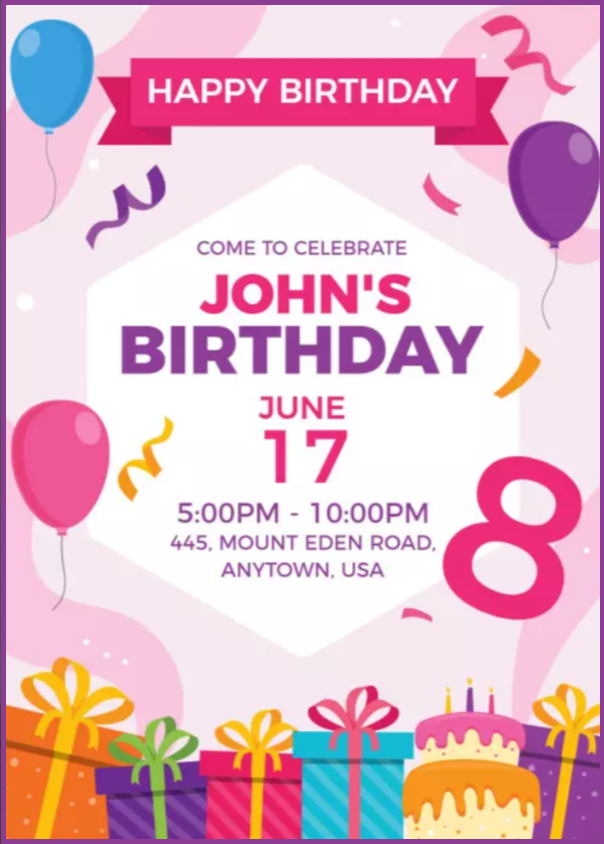 HAPPY BIRTHDAY
COME TO CELEBRATE
JOHN'S
BIRTHDAY
JUNE
17
5:00PM - 10:00PM
445, MOUNT EDEN ROAD,
ANYTOWN, USA
8